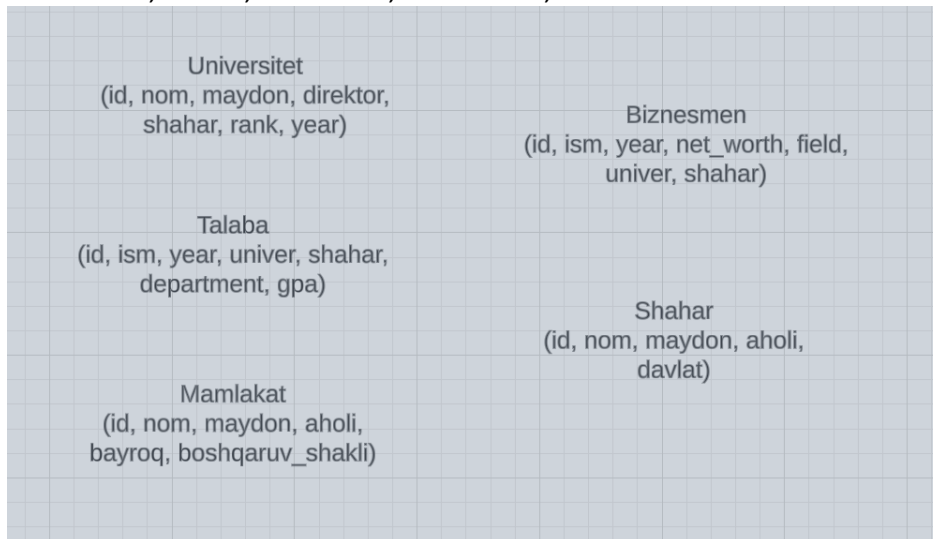 Universitet
(id, nom, maydon, direktor,
shahar, rank, year)
Biznesmen
(id, ism, year, net_worth, field,
univer, shahar)
Talaba
(id, ism, year, univer, shahar,
department, gpa)
Shahar
(id, nom, maydon, aholi,
davlat)
Mamlakat
(id, nom, maydon, aholi,
bayroq, boshqaruv_shakli)